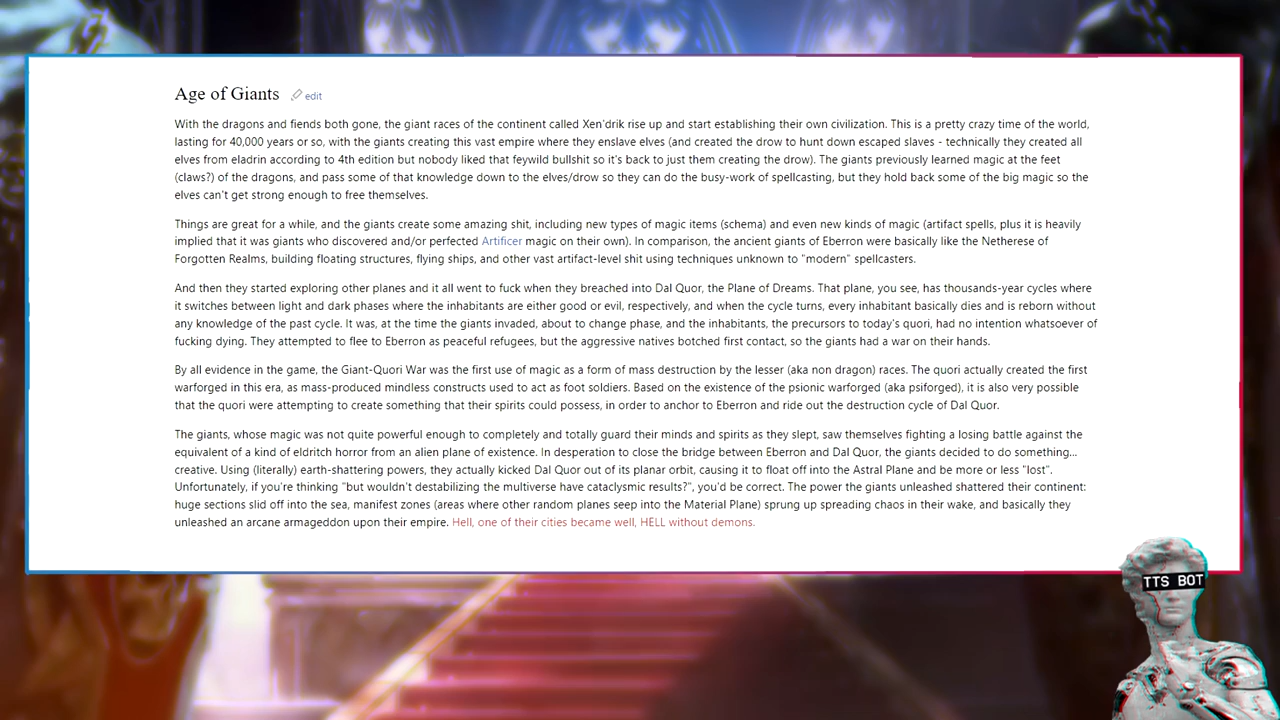 Age of Giants edit
With the dragons and fiends both gone, the giant races of the continent called Xen'drik rise up and start establishing their own civilization. This is a pretty crazy time of the world,
lasting for 40,000 years or so, with the giants creating this vast empire where they enslave elves (and created the drow to hunt down escaped slaves - technically they created all
elves from eladrin according to 4th edition but nobody liked that feywild bullshit so it's back to just them creating the drow). The giants previously learned magic at the feet
(claws?) of the dragons, and pass some of that knowledge down to the elves/drow so they can do the busy-work of spellcasting, but they hold back some of the big magic so the
elves can't get strong enough to free themselves.
Things are great for a while, and the giants create some amazing shit, including new types of magic items (schema) and even new kinds of magic (artifact spells, plus it is heavily
implied that it was giants who discovered and/or perfected Artificer magic on their own). In comparison, the ancient giants of Eberron were basically like the Netherese of
Forgotten Realms, building floating structures, flying ships, and other vast artifact-level shit using techniques unknown to "modern" spellcasters.
And then they started exploring other planes and it all went to fuck when they breached into Dal Quor, the Plane of Dreams. That plane, you see, has thousands-year cycles where
it switches between light and dark phases where the inhabitants are either good or evil, respectively, and when the cycle turns, every inhabitant basically dies and is reborn without
any knowledge of the past cycle. It was, at the time the giants invaded, about to change phase, and the inhabitants, the precursors to today's quori, had no intention whatsoever of
fucking dying. They attempted to flee to Eberron as peaceful refugees, but the aggressive natives botched first contact, so the giants had a war on their hands.
By all evidence in the game, the Giant-Quori War was the first use of magic as a form of mass destruction by the lesser (aka non dragon) races. The quori actually created the first
warforged in this era, as mass-produced mindless constructs used to act as foot soldiers. Based on the existence of the psionic warforged (aka psiforged), it is also very possible
that the quori were attempting to create something that their spirits could possess, in order to anchor to Eberron and ride out the destruction cycle of Dal Quor.
The giants, whose magic was not quite powerful enough to completely and totally guard their minds and spirits as they slept, saw themselves fighting a losing battle against the
equivalent of a kind of eldritch horror from an alien plane of existence. In desperation to close the bridge between Eberron and Dal Quor, the giants decided to do something...
creative. Using (literally) earth-shattering powers, they actually kicked Dal Quor out of its planar orbit, causing it to float off into the Astral Plane and be more or less "lost".
Unfortunately, if you're thinking "but wouldn't destabilizing the multiverse have cataclysmic results?", you'd be correct. The power the giants unleashed shattered their continent:
huge sections slid off into the sea, manifest zones (areas where other random planes seep into the Material Plane) sprung up spreading chaos in their wake, and basically they
unleashed an arcane armageddon upon their empire. Hell, one of their cities became well, HELL without demons.
TTS BOT